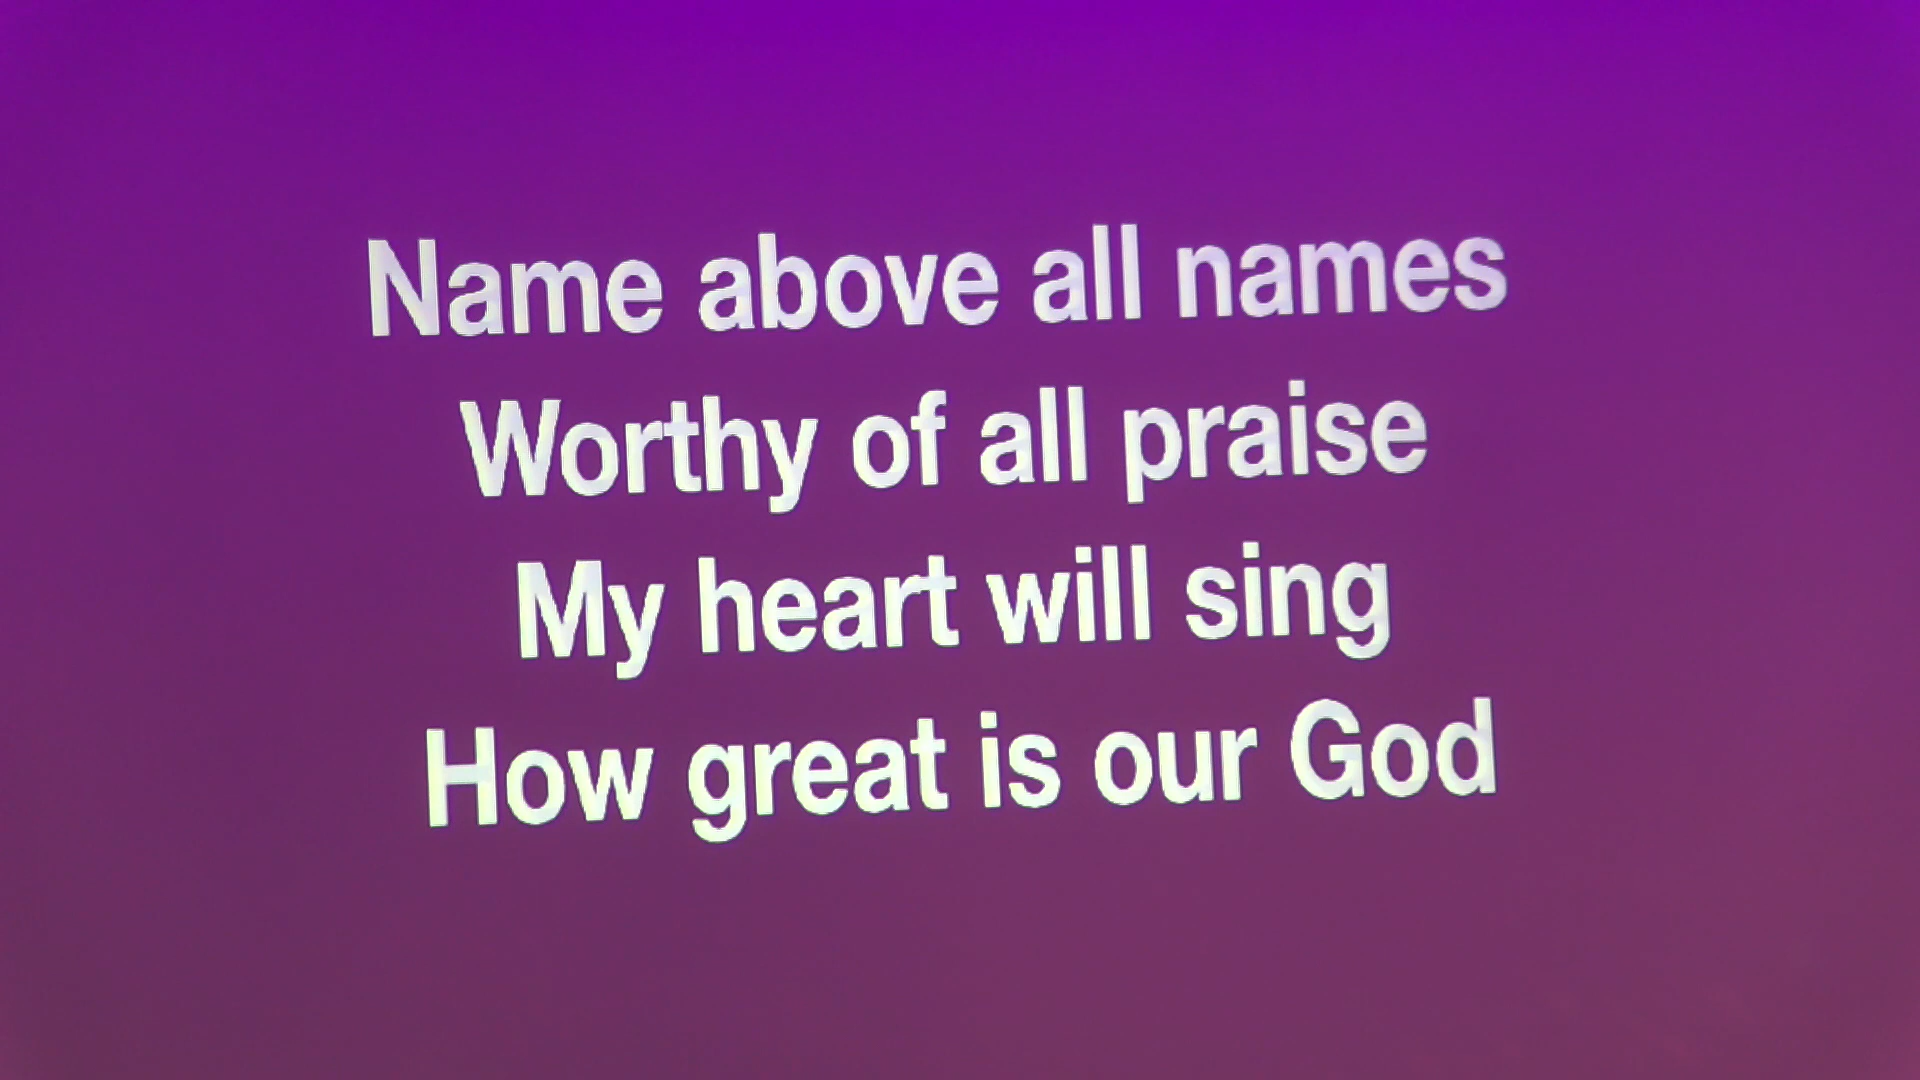 Name above all names
Worthy of all praise
My heart will sing
How great is our God